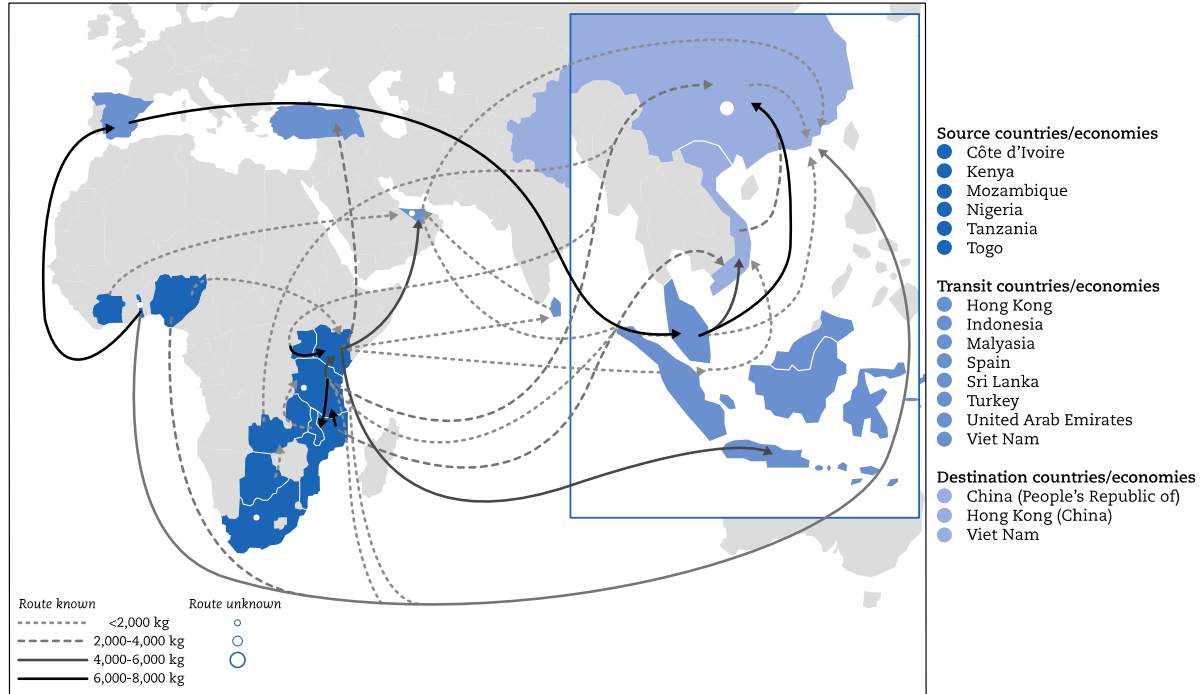 Source countries/economies
Côte d’Ivoire
Kenya
Mozambique
Nigeria
Tanzania
Togo
Transit countries/economies
Hong Kong
Indonesia
Malyasia
Spain
Sri Lanka
Turkey
United Arab Emirates
Viet Nam
Destination countries/economies
China (People’s Republic of)
Hong Kong (China)
Viet Nam
Route known
<2,000 kg
2,000-4,000 kg
4,000-6,000 kg
6,000-8,000 kg
Route unknown